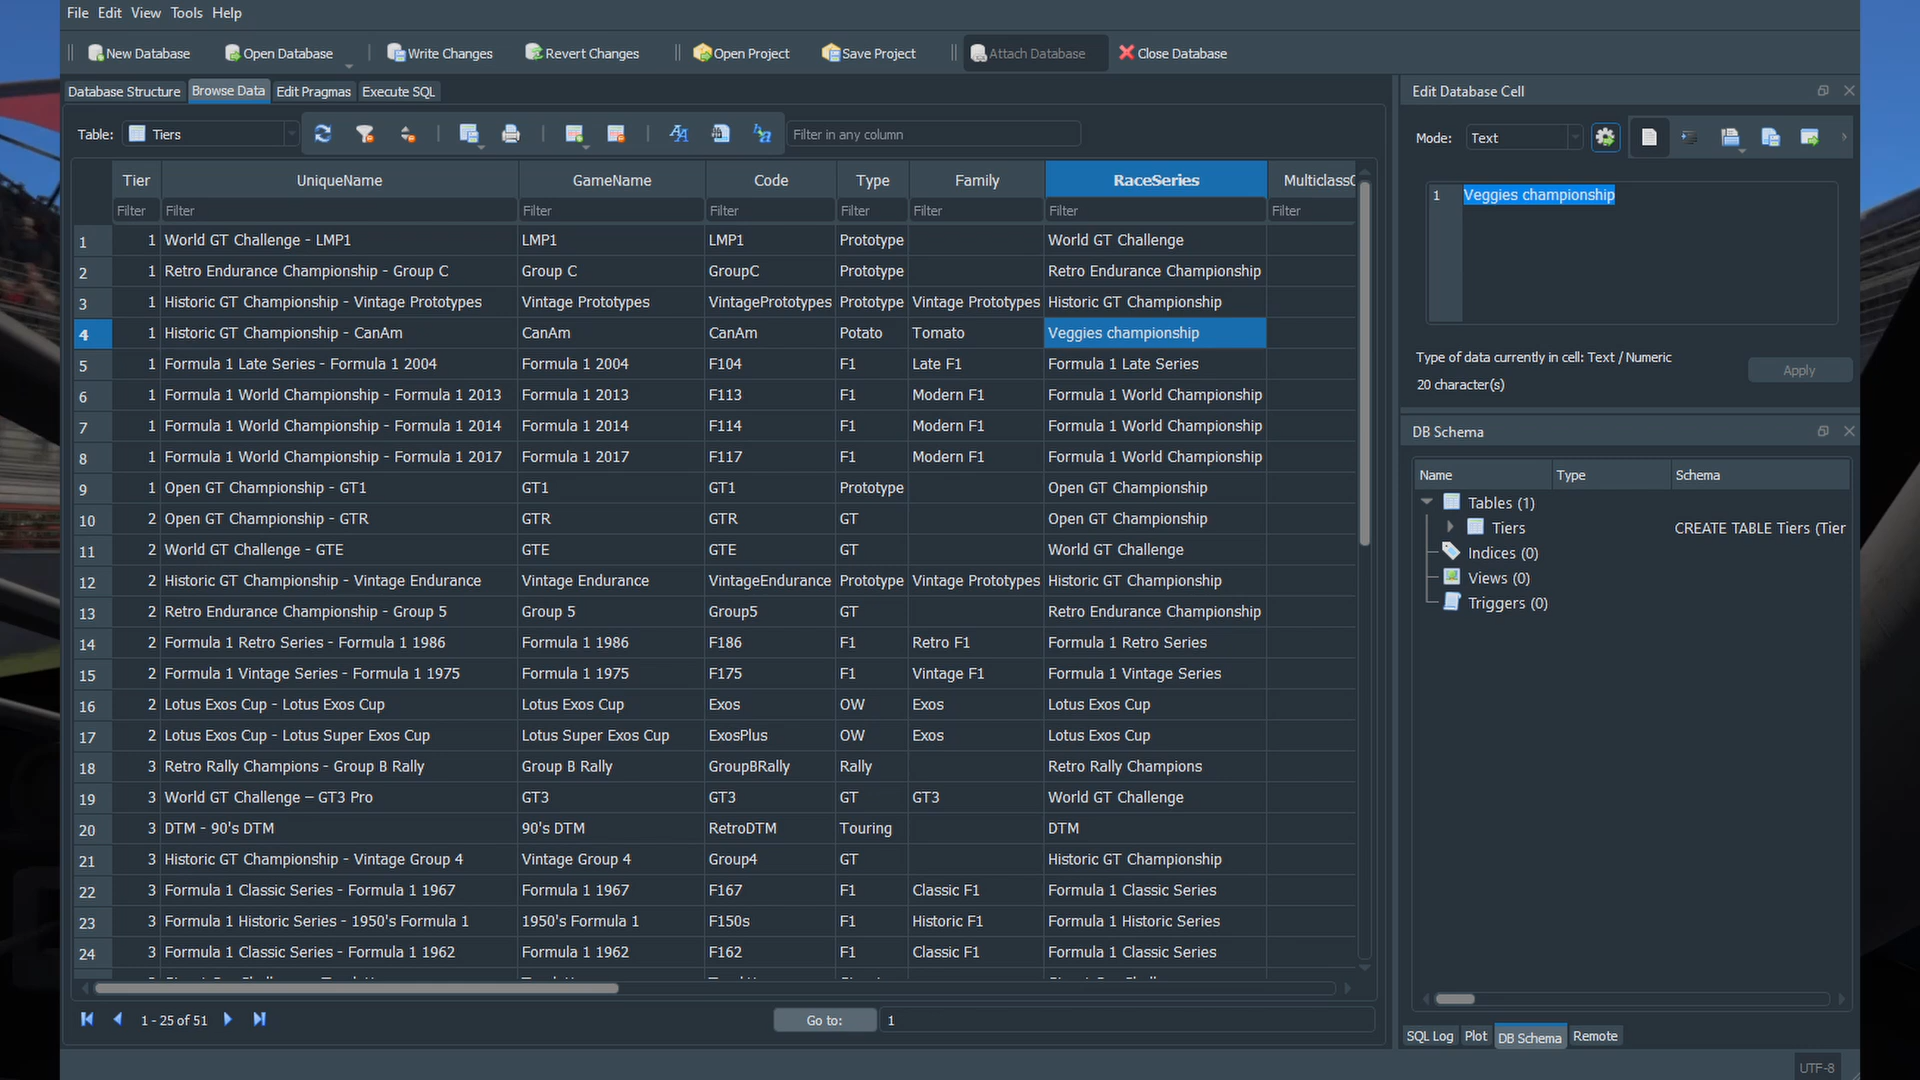 File Edit View Tools Help
New Database Open Database Write Changes Revert Changes Open Project Save Project Attach Database Close Database
Database Structure Browse Data Edit Pragmas Execute SQL
Table: Tiers Filter in any column
Tier UniqueName GameName Code Type Family RaceSeries MulticlassC
Filter Filter Filter Filter Filter Filter Filter Filter
1 1 World GT Challenge - LMP1 LMP1 LMP1 Prototype World GT Challenge
2 1 Retro Endurance Championship - Group C Group C GroupC Prototype Retro Endurance Championship
3 1 Historic GT Championship - Vintage Prototypes Vintage Prototypes VintagePrototypes Prototype Vintage Prototypes Historic GT Championship
4 1 Historic GT Championship - CanAm CanAm CanAm Potato Tomato Veggies championship
5 1 Formula 1 Late Series - Formula 1 2004 Formula 1 2004 F104 F1 Late F1 Formula 1 Late Series
6 1 Formula 1 World Championship - Formula 1 2013 Formula 1 2013 F113 F1 Modern F1 Formula 1 World Championship
7 1 Formula 1 World Championship - Formula 1 2014 Formula 1 2014 F114 F1 Modern F1 Formula 1 World Championship
8 1 Formula 1 World Championship - Formula 1 2017 Formula 1 2017 F117 F1 Modern F1 Formula 1 World Championship
9 1 Open GT Championship - GT1 GT1 GT1 Prototype Open GT Championship
10 2 Open GT Championship - GTR GTR GTR GT Open GT Championship
11 2 World GT Challenge - GTE GTE GTE GT World GT Challenge
12 2 Historic GT Championship - Vintage Endurance Vintage Endurance VintageEndurance Prototype Vintage Prototypes Historic GT Championship
13 2 Retro Endurance Championship - Group 5 Group 5 Group5 GT Retro Endurance Championship
14 2 Formula 1 Retro Series - Formula 1 1986 Formula 1 1986 F186 F1 Retro F1 Formula 1 Retro Series
15 2 Formula 1 Vintage Series - Formula 1 1975 Formula 1 1975 F175 F1 Vintage F1 Formula 1 Vintage Series
16 2 Lotus Exos Cup - Lotus Exos Cup Lotus Exos Cup Exos OW Exos Lotus Exos Cup
17 2 Lotus Exos Cup - Lotus Super Exos Cup Lotus Super Exos Cup ExosPlus OW Exos Lotus Exos Cup
18 3 Retro Rally Champions - Group B Rally Group B Rally GroupBRally Rally Retro Rally Champions
19 3 World GT Challenge – GT3 Pro GT3 GT3 GT GT3 World GT Challenge
20 3 DTM - 90's DTM 90's DTM RetroDTM Touring DTM
21 3 Historic GT Championship - Vintage Group 4 Vintage Group 4 Group4 GT Historic GT Championship
22 3 Formula 1 Classic Series - Formula 1 1967 Formula 1 1967 F167 F1 Classic F1 Formula 1 Classic Series
23 3 Formula 1 Historic Series - 1950's Formula 1 1950's Formula 1 F150s F1 Historic F1 Formula 1 Historic Series
24 3 Formula 1 Classic Series - Formula 1 1962 Formula 1 1962 F162 F1 Classic F1 Formula 1 Classic Series
1 - 25 of 51 Go to: 1
Edit Database Cell
Mode: Text
1 Veggies championship
Type of data currently in cell: Text / Numeric
20 character(s)
Apply
DB Schema
Name Type Schema
Tables (1)
Tiers CREATE TABLE Tiers (Tier
Indices (0)
Views (0)
Triggers (0)
SQL Log Plot DB Schema Remote
UTF-8